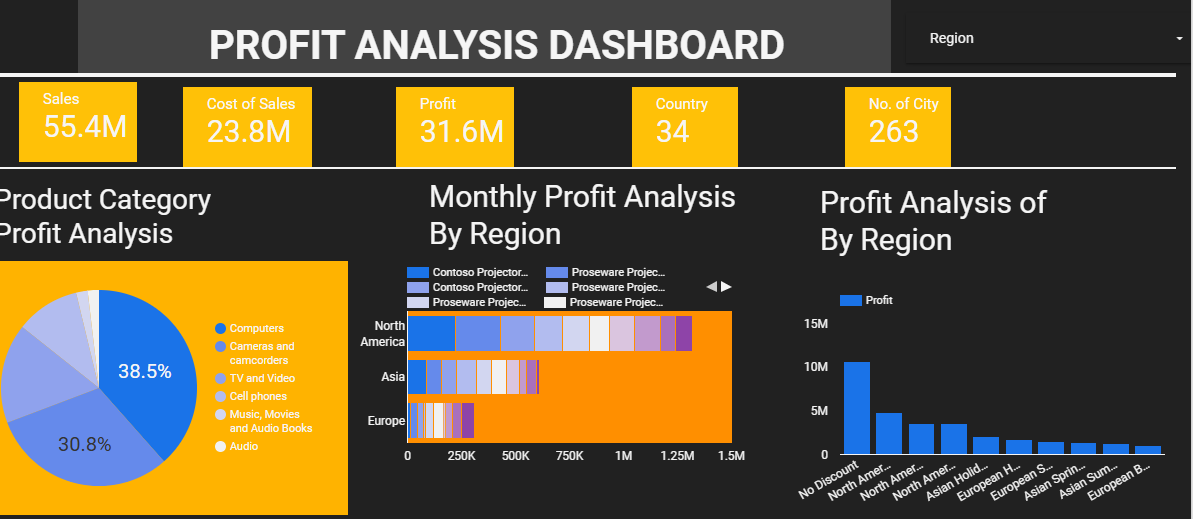 PROFIT ANALYSIS DASHBOARD
Region
Sales
55.4M
Cost of Sales
23.8M
Profit
31.6M
Country
34
No. of City
263
Product Category
Profit Analysis
38.5%
30.8%
Computers
Cameras and
camcorders
TV and Video
Cell phones
Music, Movies
and Audio Books
Audio
Monthly Profit Analysis
By Region
Contoso Projector...
Proseware Projec...
Contoso Projector...
Proseware Projec...
Proseware Projec...
Proseware Projec...
North
America
Asia
Europe
0
250K
500K
750K
1M
1.25M
1.5M
Profit Analysis of
By Region
Profit
15M
10M
5M
0
No Discount
North Amer...
North Amer...
North Amer...
Asian Holid...
European H...
European S...
Asian Sprin...
Asian Sum...
European B...